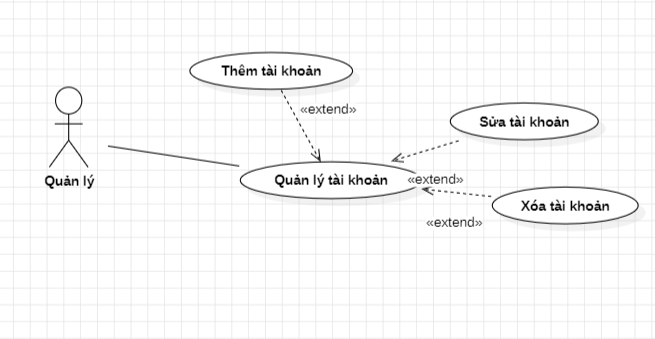 Thêm tài khoản
«extend»
Sửa tài khoản
Quản lý
Quản lý tài khoản
«extend»
Xóa tài khoản
«extend»